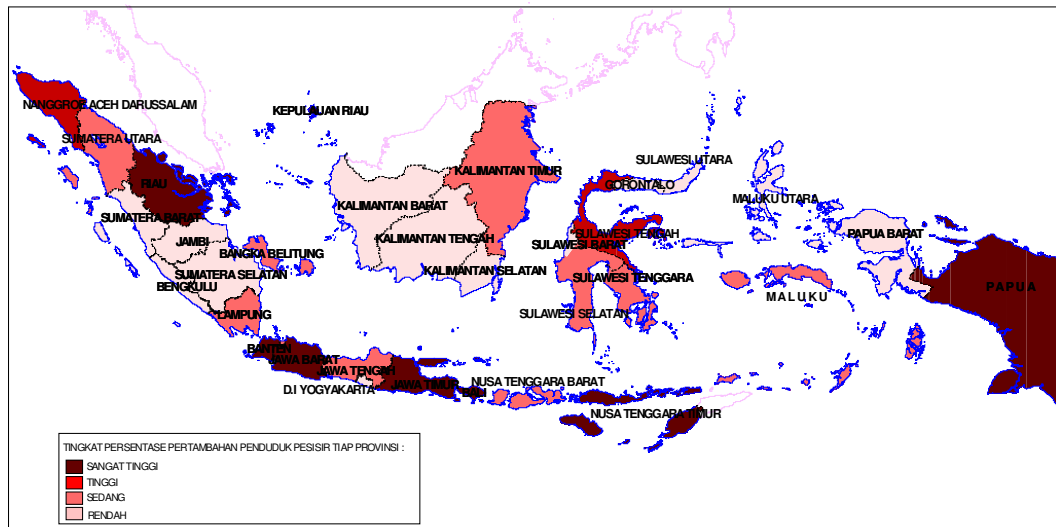 NANGGROE ACEH DARUSSALAM
KEPULAUAN RIAU
SUMATERA UTARA
SULAWESI UTARA
KALIMANTAN TIMUR
RIAU
GORONTALO
MALUKU UTARA
KALIMANTAN BARAT
SUMATERA BARAT
SULAWESI TENGAH
PAPUA BARAT
KALIMANTAN TENGAH
JAMBI
SULAWESI BARAT
BANGKA BELITUNG
SUMATERA SELATAN
KALIMANTAN SELATAN
SULAWESI TENGGARA
BENGKULU
PAPUA
MALUKU
LAMPUNG
SULAWESI SELATAN
BANTEN
JAWA BARAT
JAWA TENGAH
NUSA TENGGARA BARAT
D.I YOGYAKARTA
JAWA TIMUR
BALI
NUSA TENGGARA TIMUR
TINGKAT PERSENTASE PERTAMBAHAN PENDUDUK PESISIR TIAP PROVINSI :
SANGAT TINGGI
TINGGI
SEDANG
RENDAH